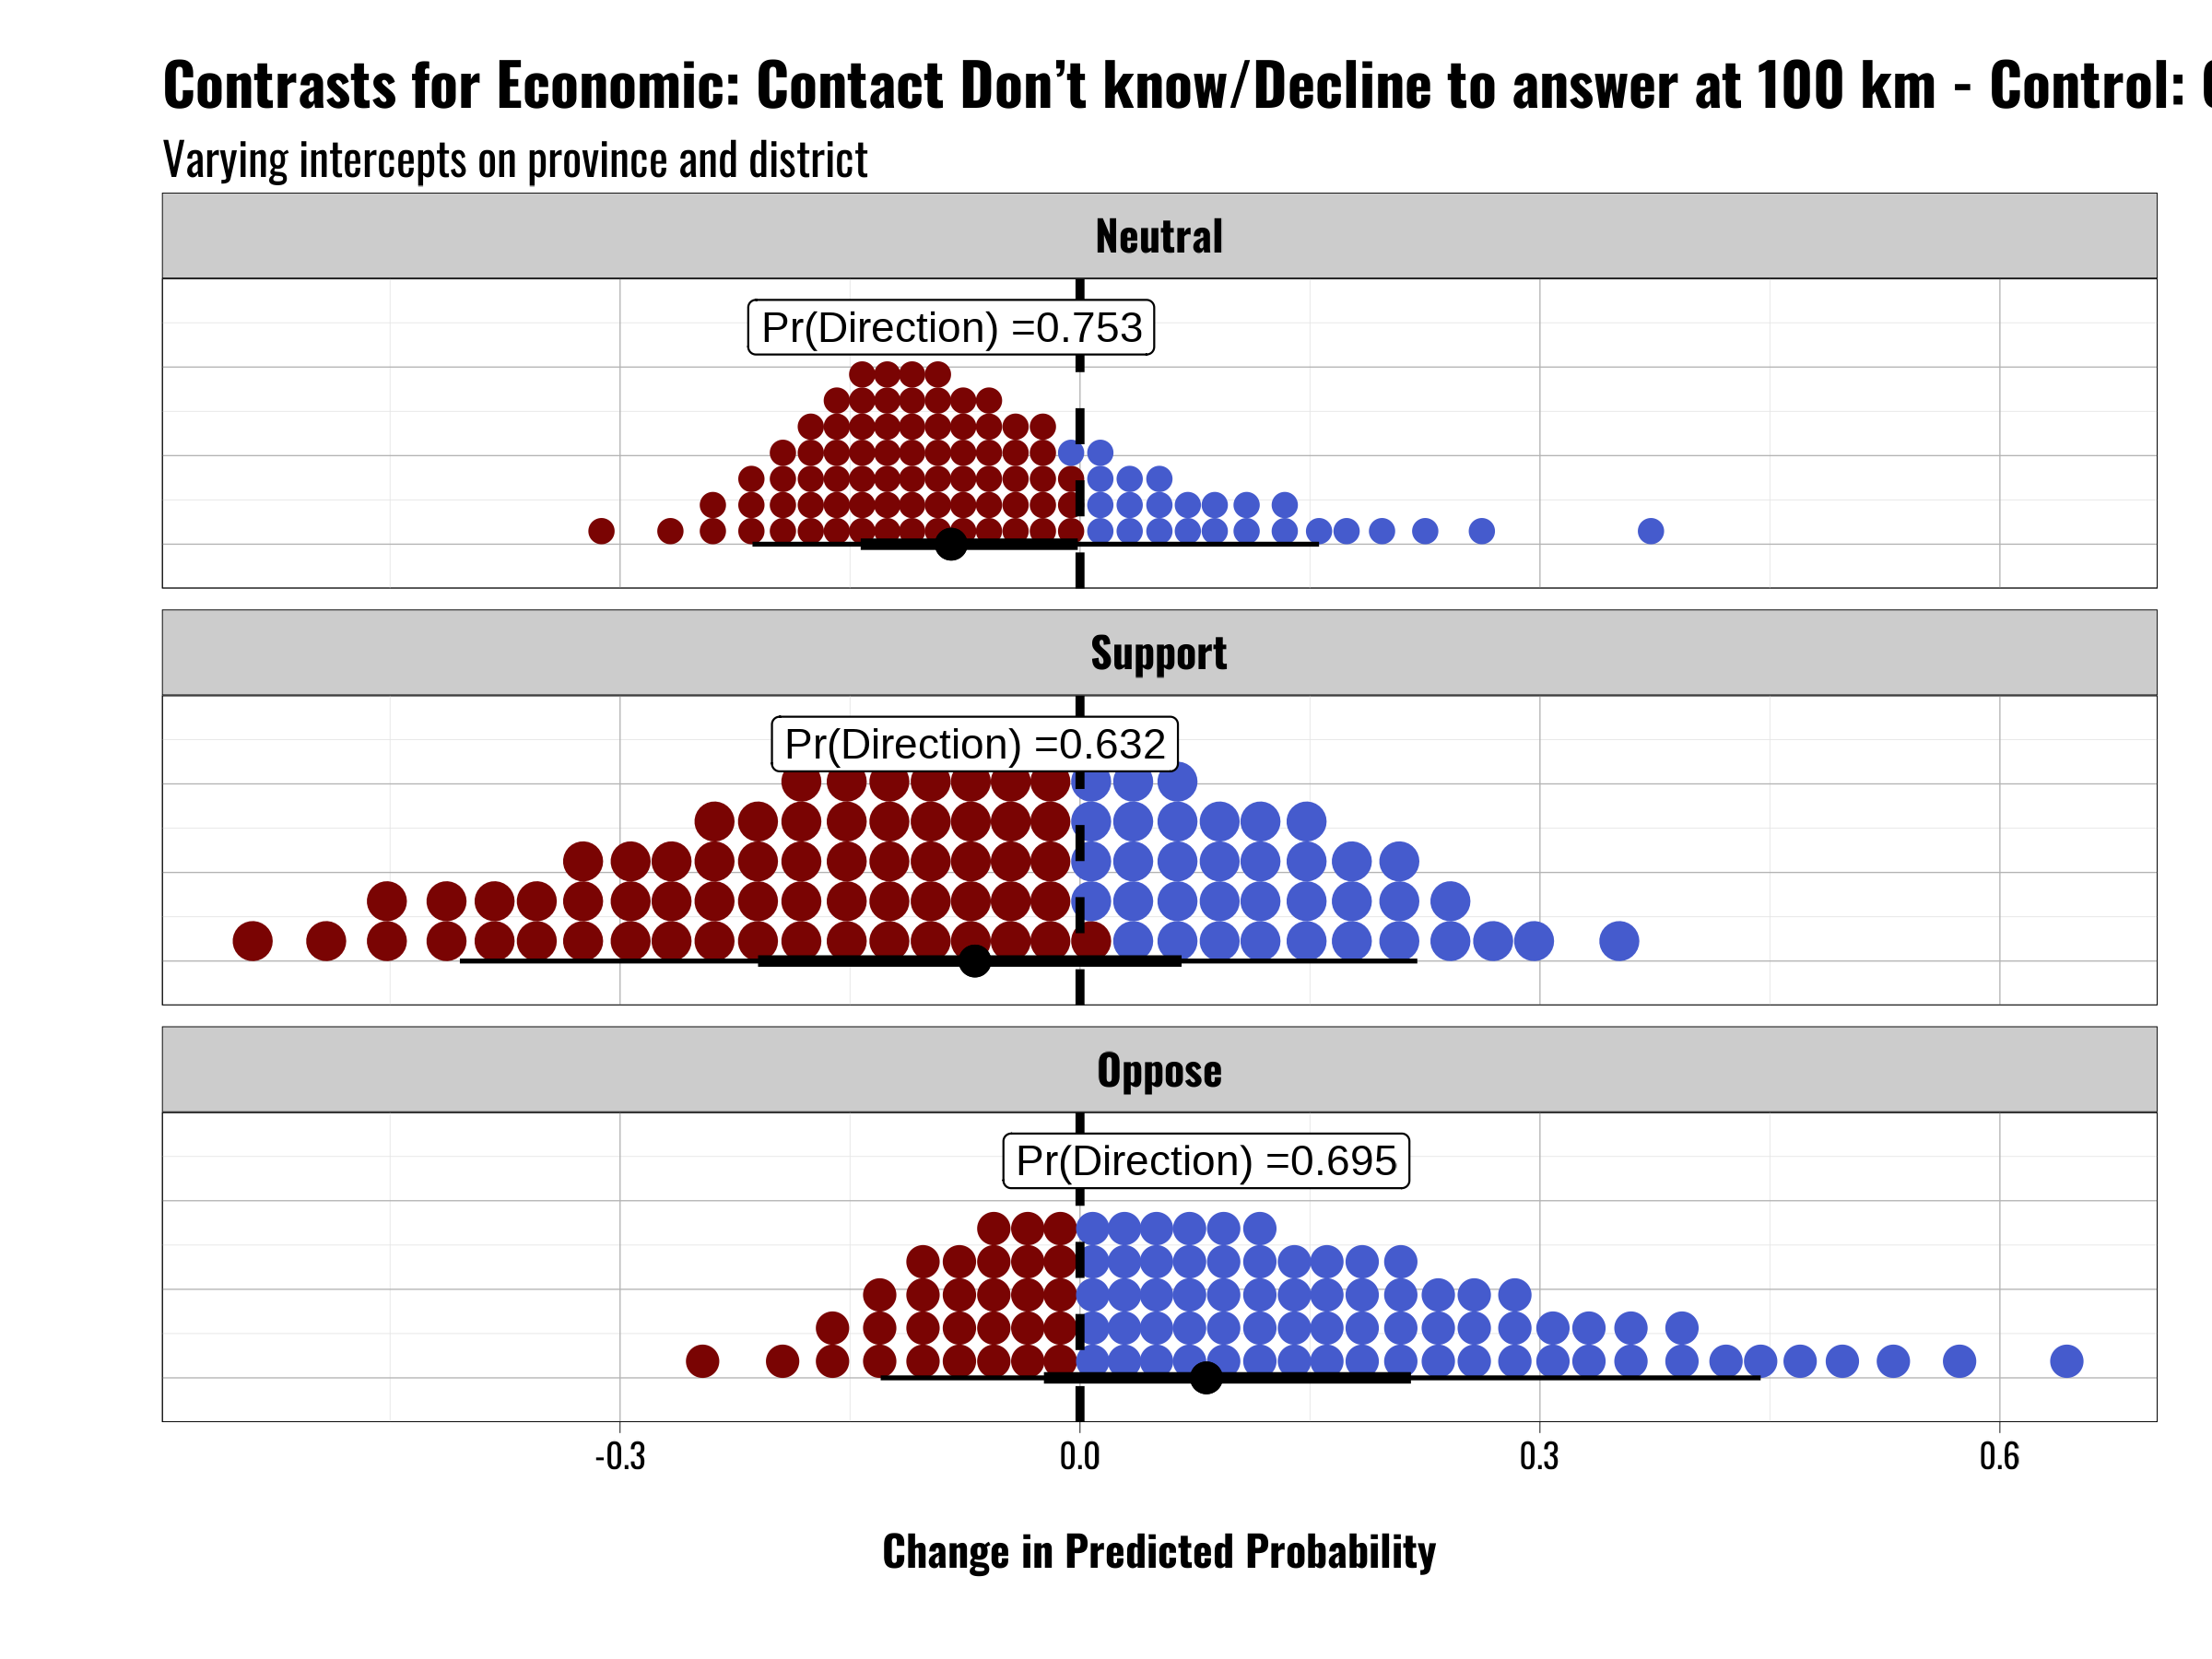 Contrasts for Economic: Contact Don’t know/Decline to answer at 100 km - Control:
Varying intercepts on province and district
Neutral
Pr(Direction) =0.753
Support
Pr(Direction) =0.632
Oppose
Pr(Direction) =0.695
-0.3 0.0 0.3 0.6
Change in Predicted Probability